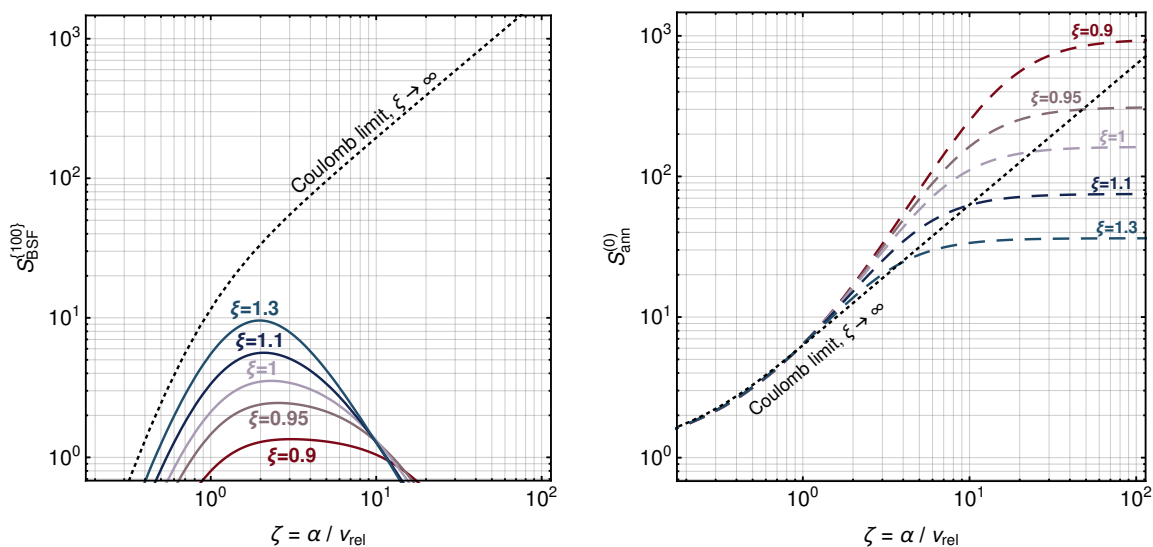 10³
10²
10¹
10⁰
S_BSF^{100}
Coulomb limit, ξ → ∞
ξ=1.3
ξ=1.1
ξ=1
ξ=0.95
ξ=0.9
10⁰ 10¹ 10²
ζ = α / v_rel
10³
10²
10¹
10⁰
S_ann^(0)
ξ=0.9
ξ=0.95
ξ=1
ξ=1.1
ξ=1.3
Coulomb limit, ξ → ∞
10⁰ 10¹ 10²
ζ = α / v_rel